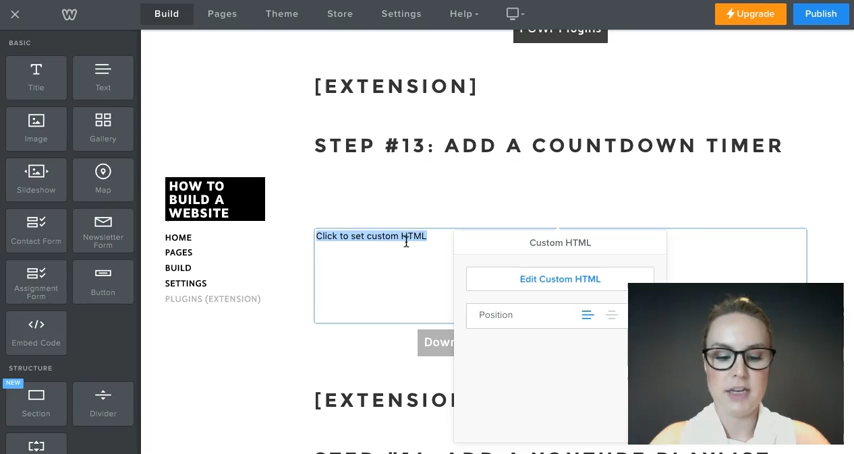 Build
Pages
Theme
Store
Settings
Help
Upgrade
Publish
BASIC
Title
Text
Image
Gallery
Slideshow
Map
Contact Form
Newsletter
Form
Assignment
Form
Button
Embed Code
STRUCTURE
NEW
Section
Divider
HOW TO
BUILD A
WEBSITE
HOME
PAGES
BUILD
SETTINGS
PLUGINS (EXTENSION)
[EXTENSION]
STEP #13: ADD A COUNTDOWN TIMER
Click to set custom HTML
Custom HTML
Edit Custom HTML
Position
Down
[EXTENSION